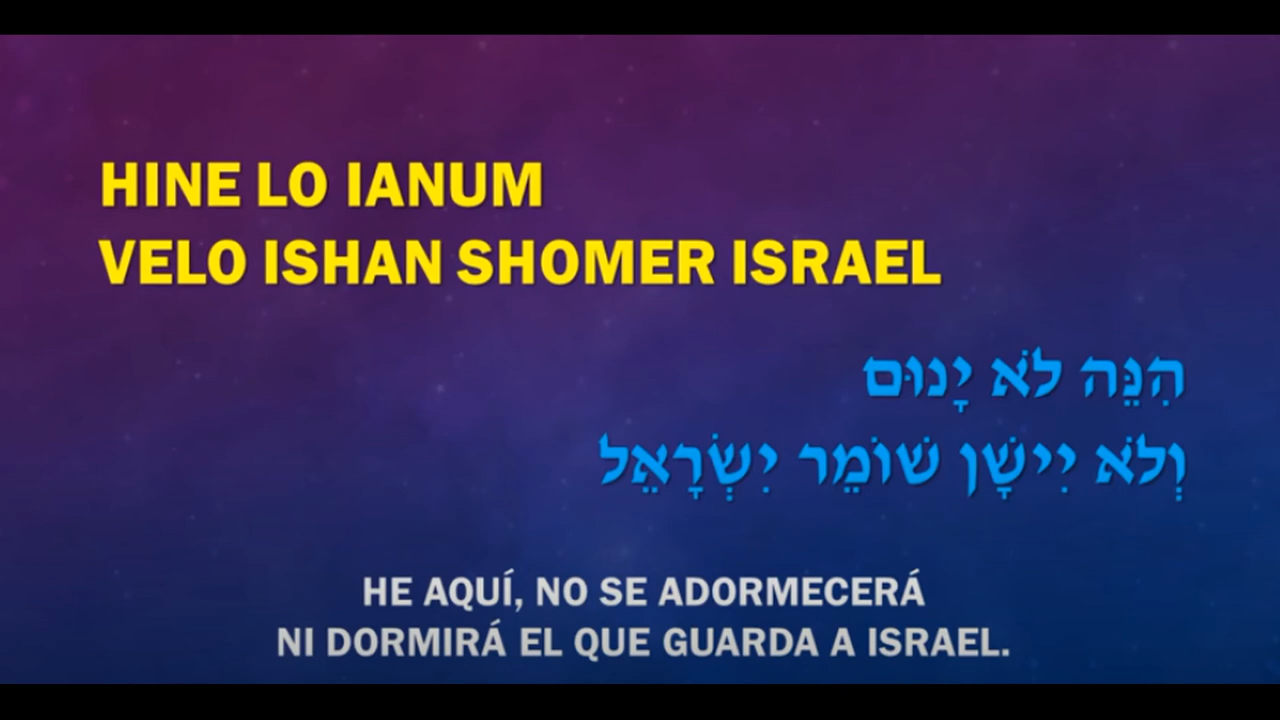 HINE LO IANUM
VELO ISHAN SHOMER ISRAEL
הִנֵּה לֹא יָנוּם
וְלֹא יִישָׁן שׁוֹמֵר יִשְׂרָאֵל
HE AQUÍ, NO SE ADORMECERÁ
NI DORMIRÁ EL QUE GUARDA A ISRAEL.